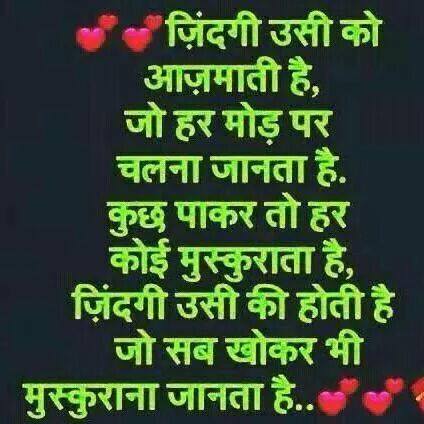 💕💕ज़िंदगी उसी को
आज़माती है,
जो हर मोड़ पर
चलना जानता है.
कुछ पाकर तो हर
कोई मुस्कुराता है,
ज़िंदगी उसी की होती है
जो सब खोकर भी
मुस्कुराना जानता है..💕💕